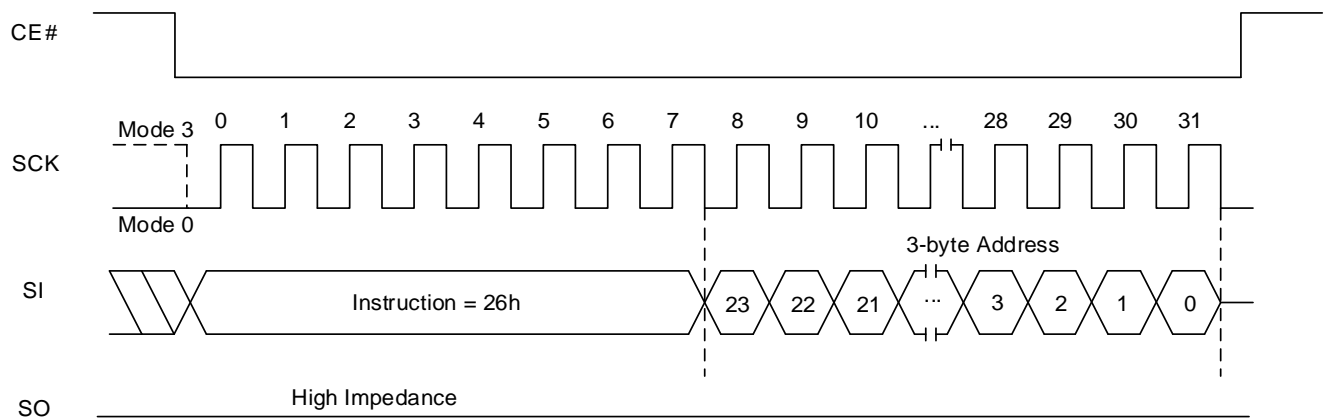 CE#
Mode 3
0 1 2 3 4 5 6 7 8 9 10 ... 28 29 30 31
SCK
Mode 0
3-byte Address
SI
Instruction = 26h
23 22 21 ... 3 2 1 0
High Impedance
SO